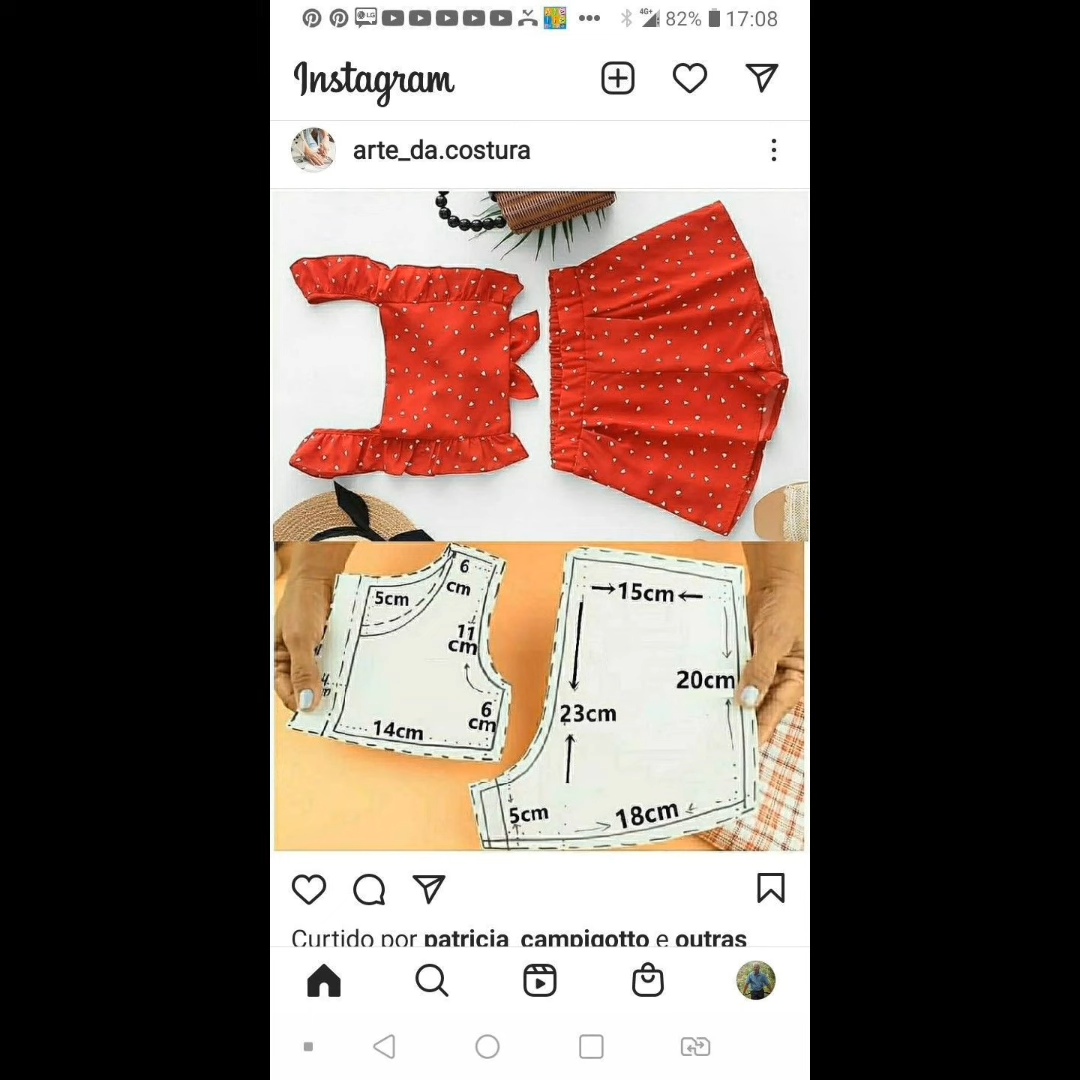 82% 17:08
Instagram
arte_da.costura
6
cm
5cm
11
cm
6
cm
14cm
→15cm←
20cm
23cm
5cm
18cm
Curtido por patricia_campigotto e outras